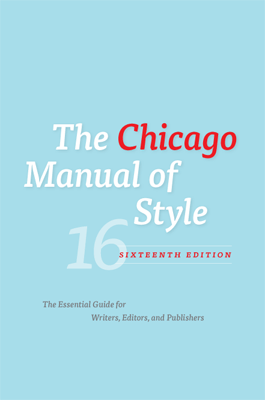 The Chicago
Manual of
Style
16 SIXTEENTH EDITION
The Essential Guide for
Writers, Editors, and Publishers